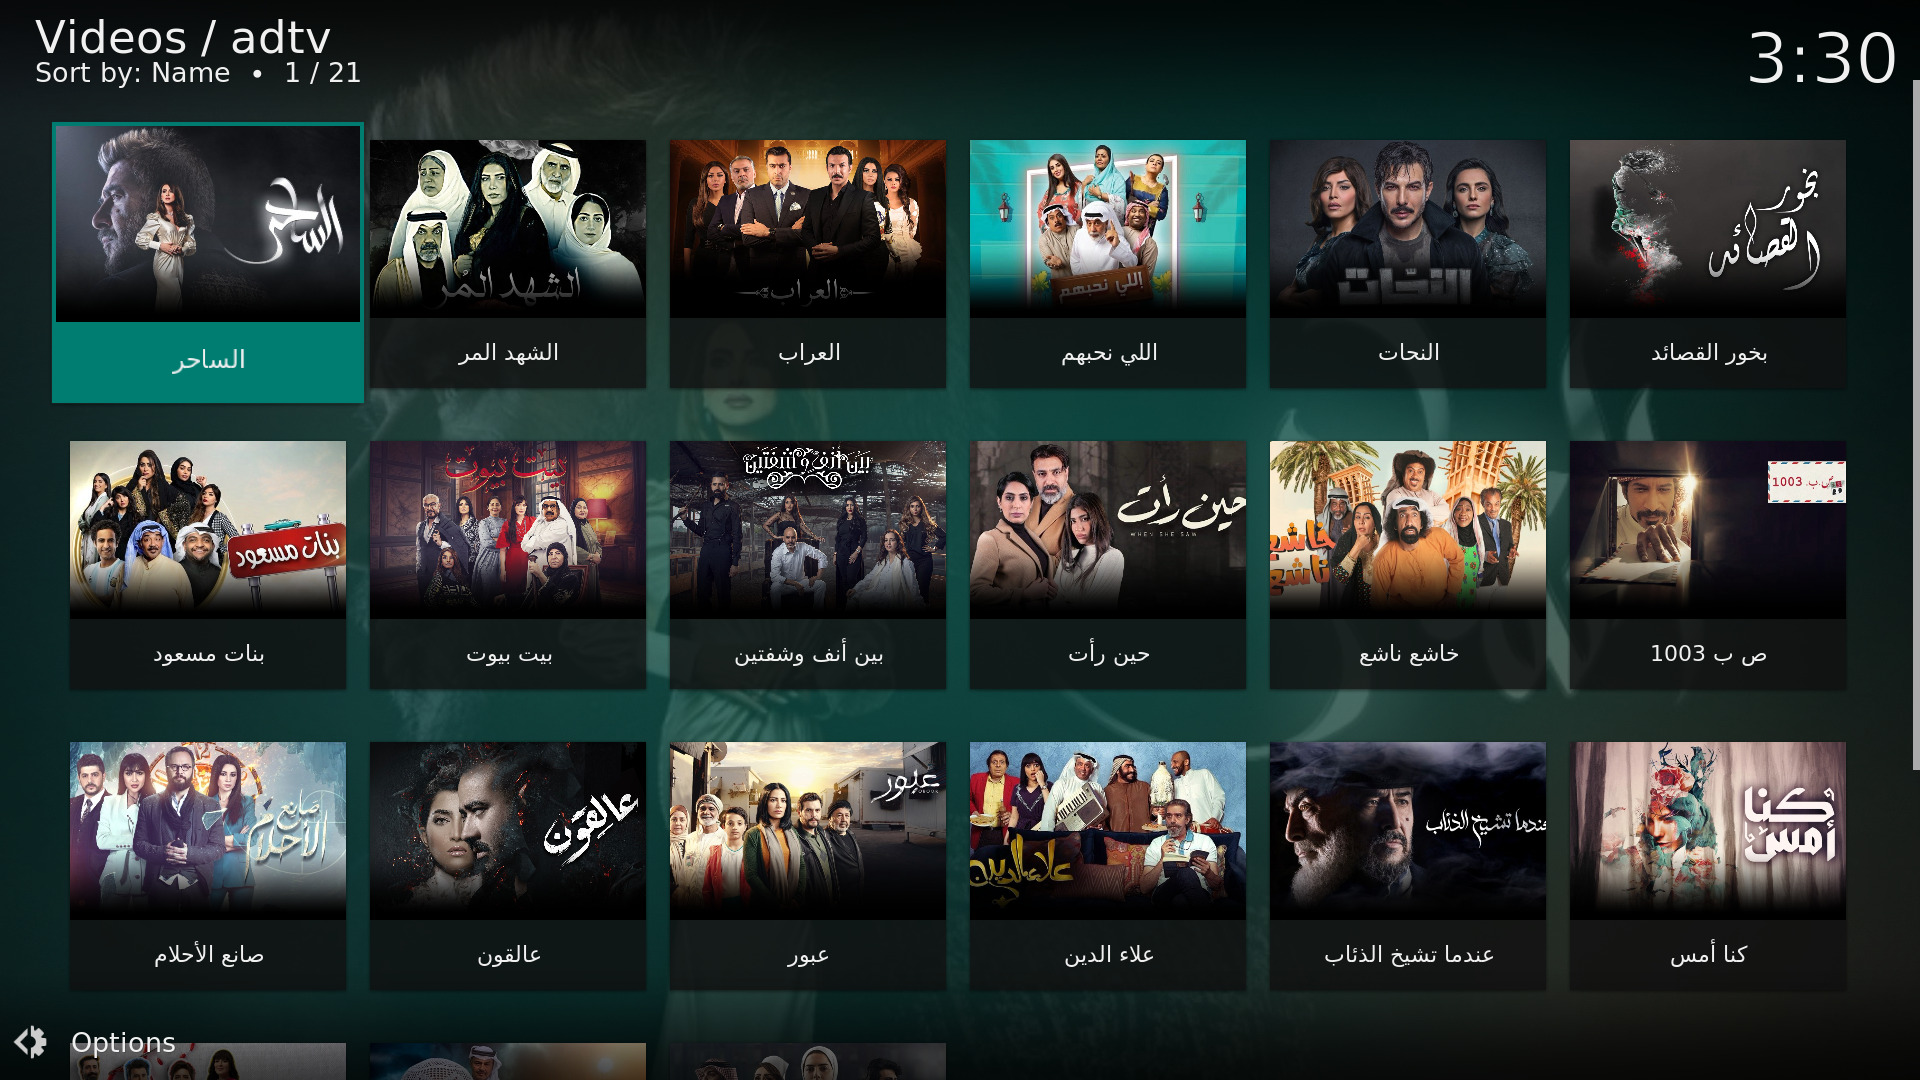 Videos / adtv
Sort by: Name • 1 / 21
3:30
الساحر
الشهد المُر
العراب
اللي نحبهم
النحّات
بخور القصائد
الساحر
الشهد المر
العراب
اللي نحبهم
النحات
بخور القصائد
بنات مسعود
بيت بيوت
بين أنف وشفتين
حين رأت
WHEN SHE SAW
خاشع ناشع
ص.ب. 1003
بنات مسعود
بيت بيوت
بين أنف وشفتين
حين رأت
خاشع ناشع
ص ب 1003
صانع الأحلام
عالقون
عبور
علاء الدين
عندما تشيخ الذئاب
كنا أمس
صانع الأحلام
عالقون
عبور
علاء الدين
عندما تشيخ الذئاب
كنا أمس
Options